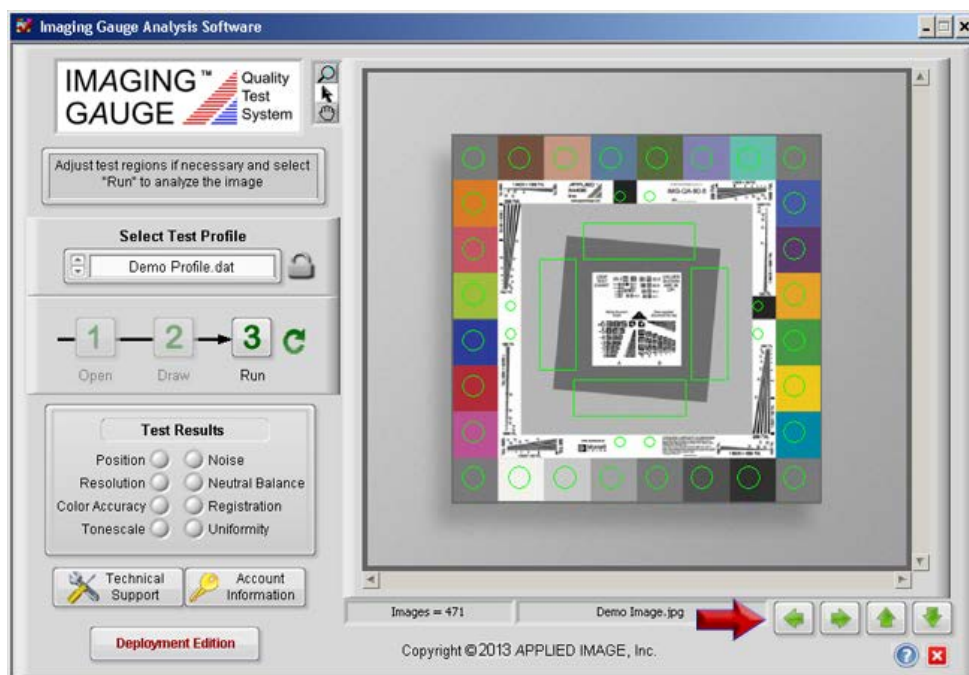 Imaging Gauge Analysis Software
IMAGING™
GAUGE
Quality
Test
System
Adjust test regions if necessary and select
"Run" to analyze the image
Select Test Profile
Demo Profile.dat
1
2
3
Open
Draw
Run
Test Results
Position
Noise
Resolution
Neutral Balance
Color Accuracy
Registration
Tonescale
Uniformity
Technical
Support
Account
Information
Deployment Edition
APPLIED
IMAGE
Images = 471
Demo Image.jpg
Copyright ©2013 APPLIED IMAGE, Inc.